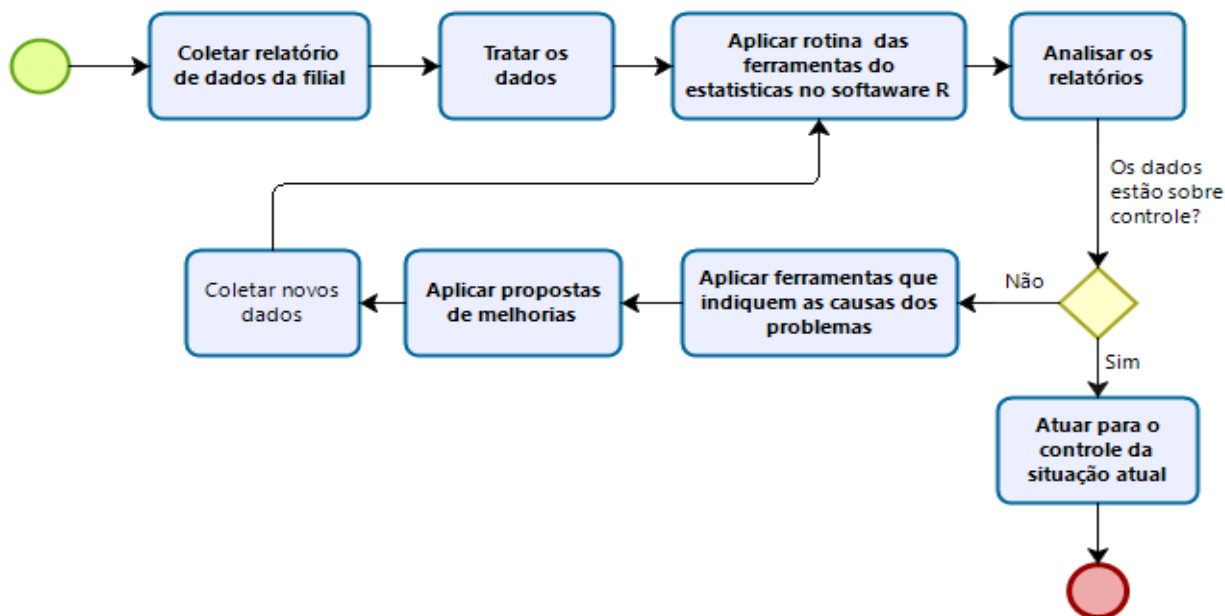 Coletar relatório
de dados da filial
Tratar os
dados
Aplicar rotina das
ferramentas do
estatisticas no softaware R
Analisar os
relatórios
Os dados
estão sobre
controle?
Não
Aplicar ferramentas que
indiquem as causas dos
problemas
Aplicar propostas
de melhorias
Coletar novos
dados
Sim
Atuar para o
controle da
situação atual